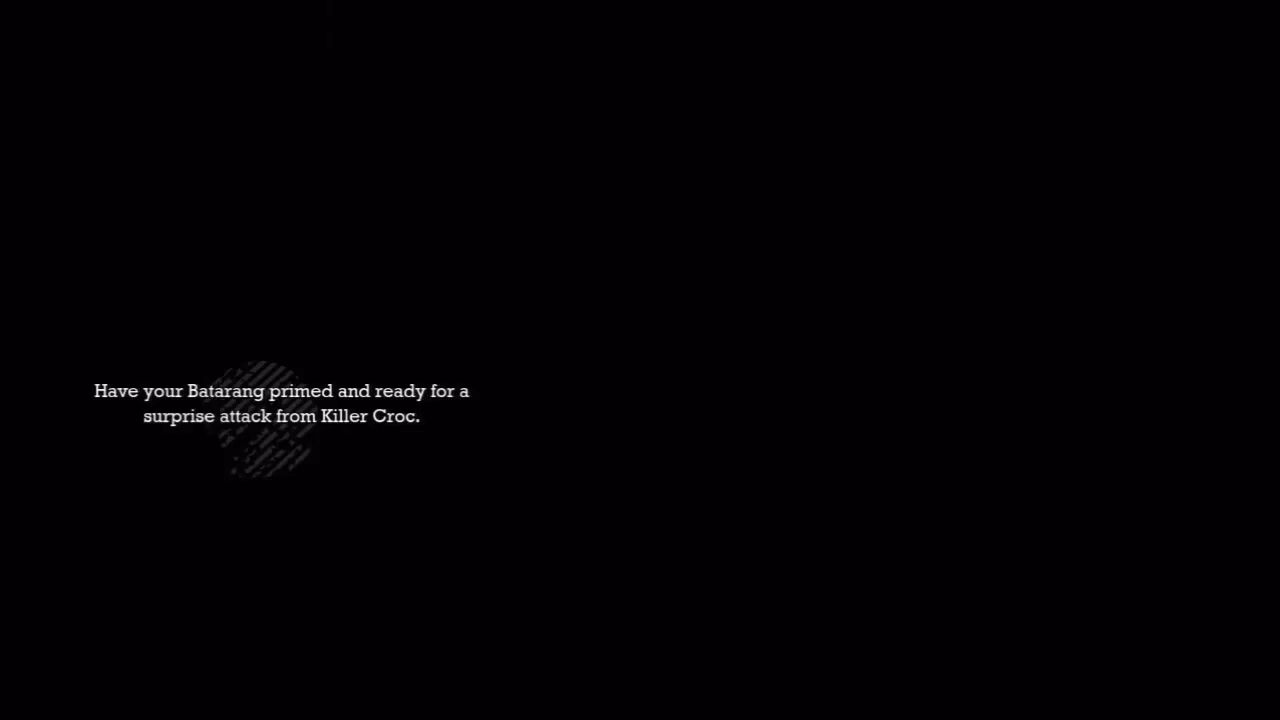 Have your Batarang primed and ready for a
surprise attack from Killer Croc.